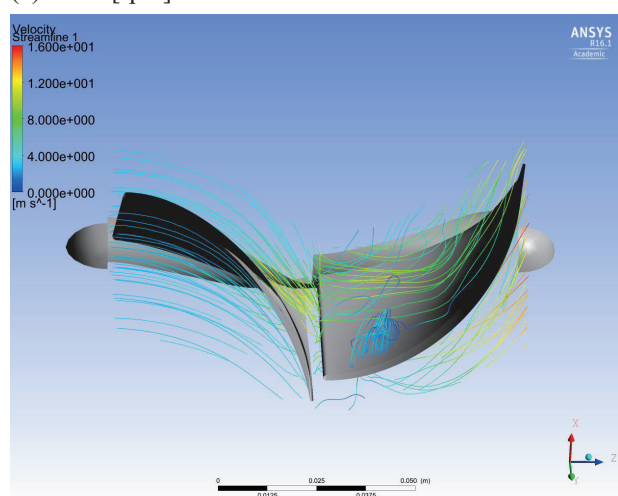 Velocity
Streamline 1
1.600e+001
1.200e+001
8.000e+000
4.000e+000
0.000e+000
[m s^-1]
ANSYS
R16.1
Academic
X
Z
Y
0
0.025
0.050 (m)
0.0125
0.0375